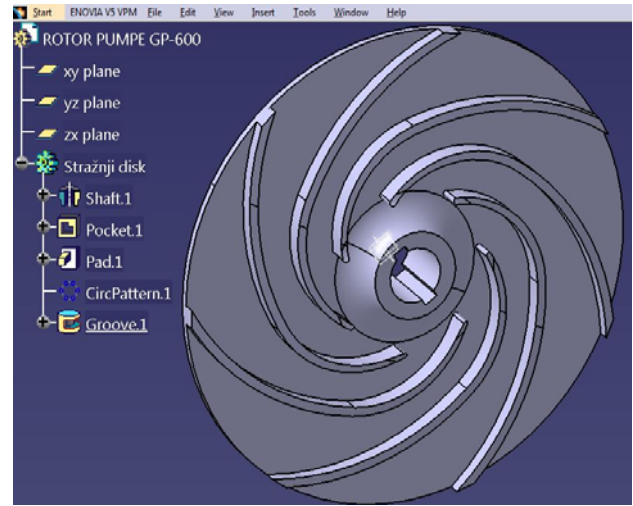 Start ENOVIA V5 VPM File Edit View Insert Tools Window Help
ROTOR PUMPE GP-600
xy plane
yz plane
zx plane
Stražnji disk
Shaft.1
Pocket.1
Pad.1
CircPattern.1
Groove.1